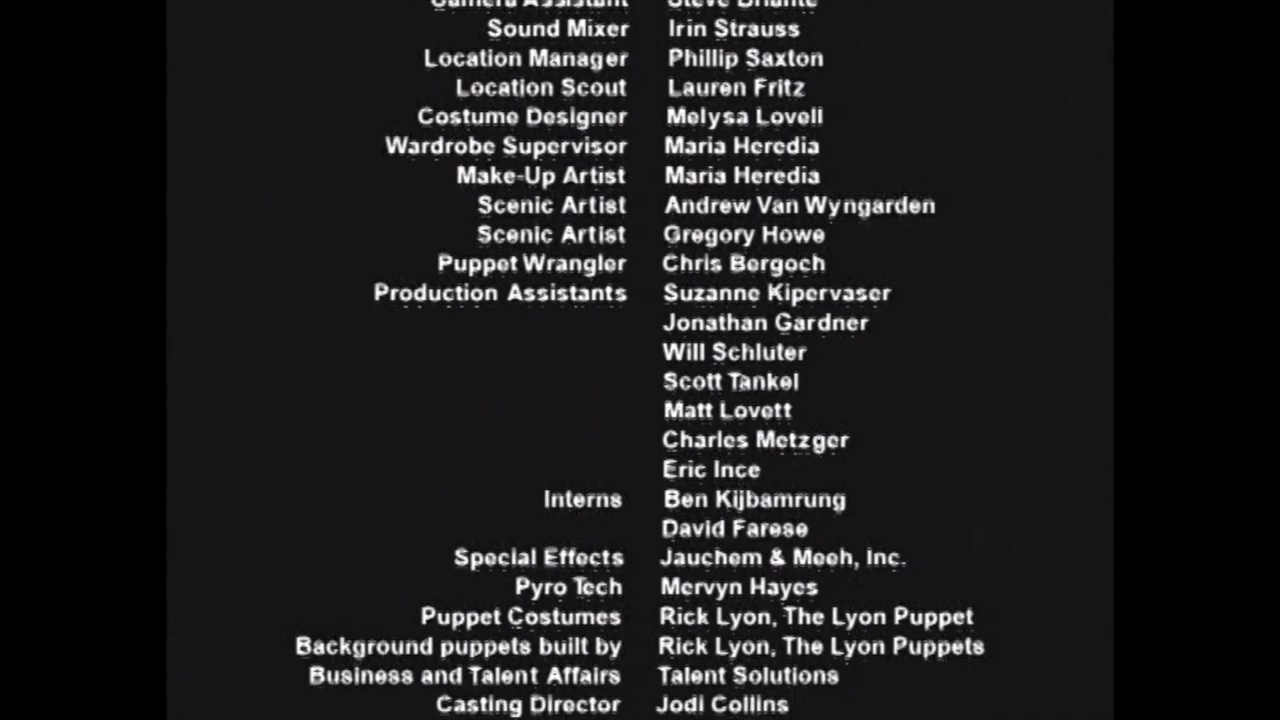 Camera Assistant Steve Briante
Sound Mixer Irin Strauss
Location Manager Phillip Saxton
Location Scout Lauren Fritz
Costume Designer Melysa Lovell
Wardrobe Supervisor Maria Heredia
Make-Up Artist Maria Heredia
Scenic Artist Andrew Van Wyngarden
Scenic Artist Gregory Howe
Puppet Wrangler Chris Bergoch
Production Assistants Suzanne Kipervaser
Jonathan Gardner
Will Schluter
Scott Tankel
Matt Lovett
Charles Metzger
Eric Ince
Interns Ben Kijbamrung
David Farese
Special Effects Jauchem & Meeh, Inc.
Pyro Tech Mervyn Hayes
Puppet Costumes Rick Lyon, The Lyon Puppet
Background puppets built by Rick Lyon, The Lyon Puppets
Business and Talent Affairs Talent Solutions
Casting Director Jodi Collins